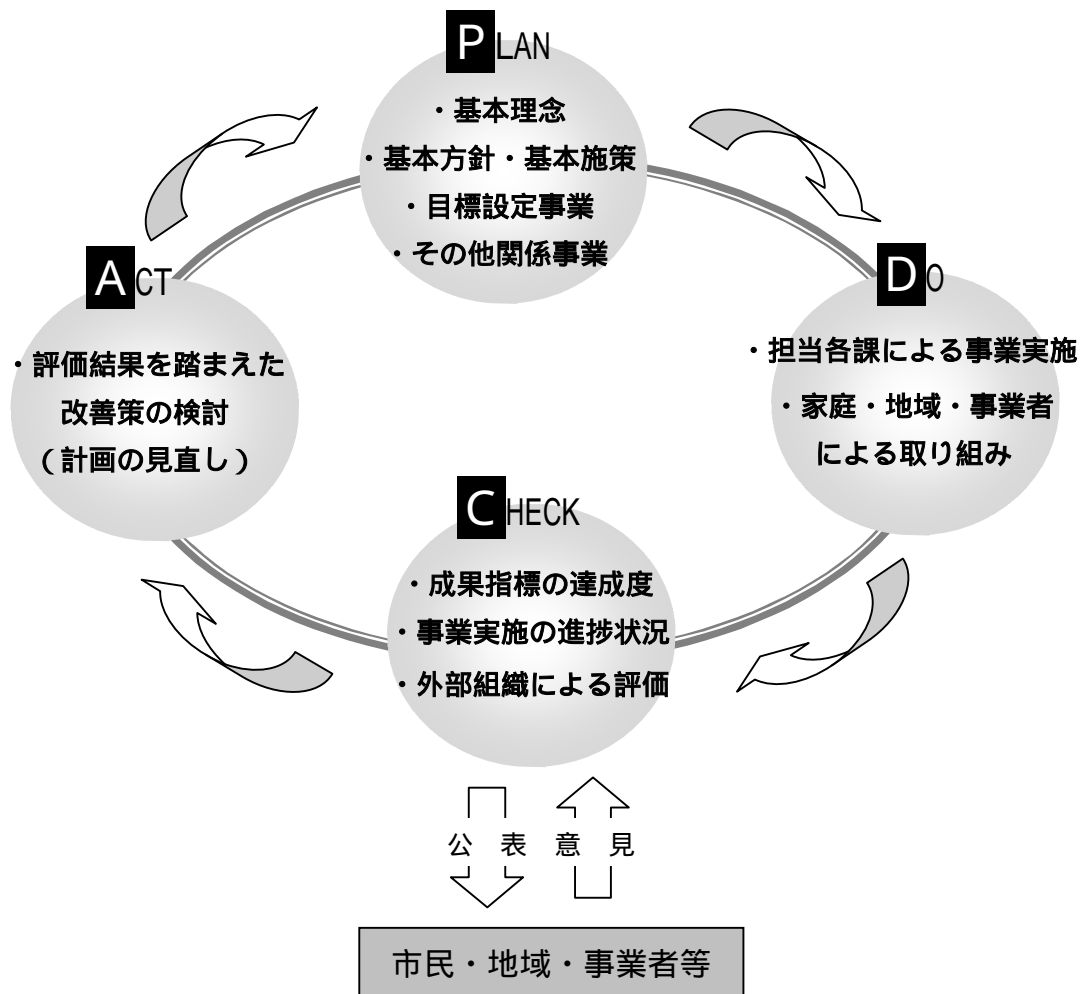 PLAN
・基本理念
・基本方針・基本施策
・目標設定事業
・その他関係事業
DO
・担当各課による事業実施
・家庭・地域・事業者
による取り組み
CHECK
・成果指標の達成度
・事業実施の進捗状況
・外部組織による評価
ACT
・評価結果を踏まえた
改善策の検討
（計画の見直し）
公表
意見
市民・地域・事業者等